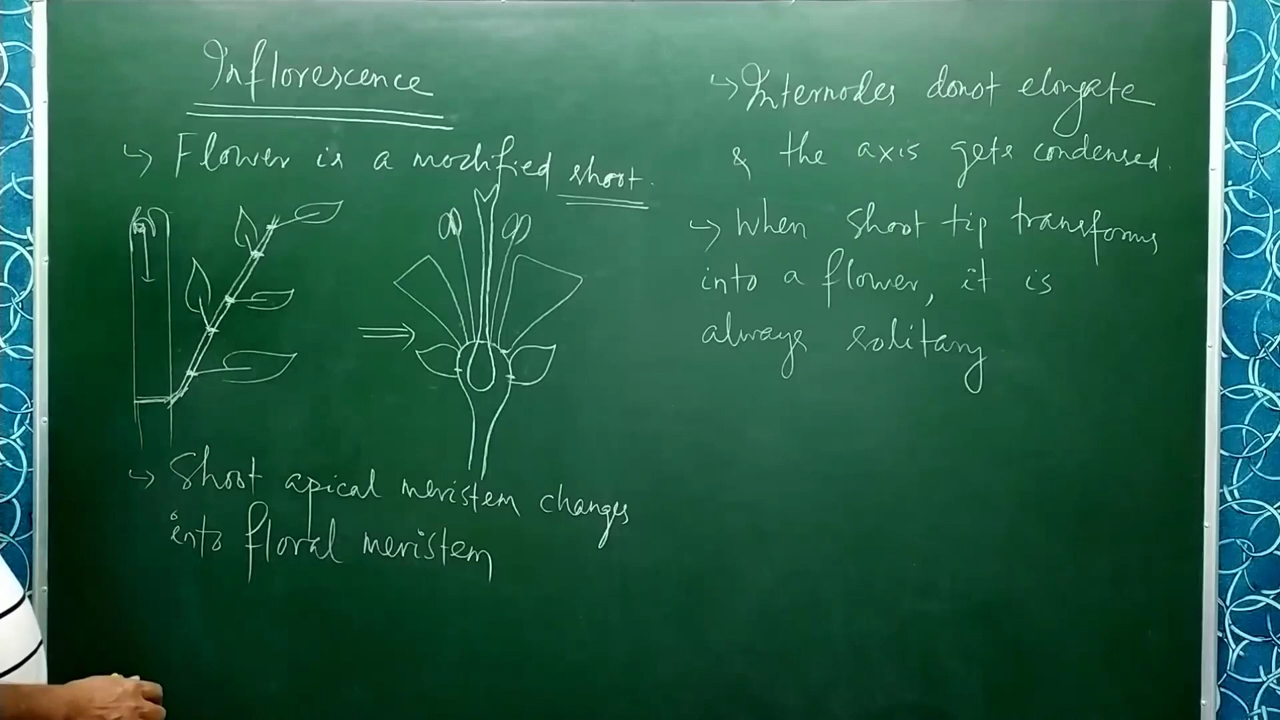 Inflorescence
↳ Flower is a modified shoot.
↳ Shoot apical meristem changes
into floral meristem
↳ Internodes donot elongate
& the axis gets condensed.
↳ When shoot tip transforms
into a flower, it is
always solitary